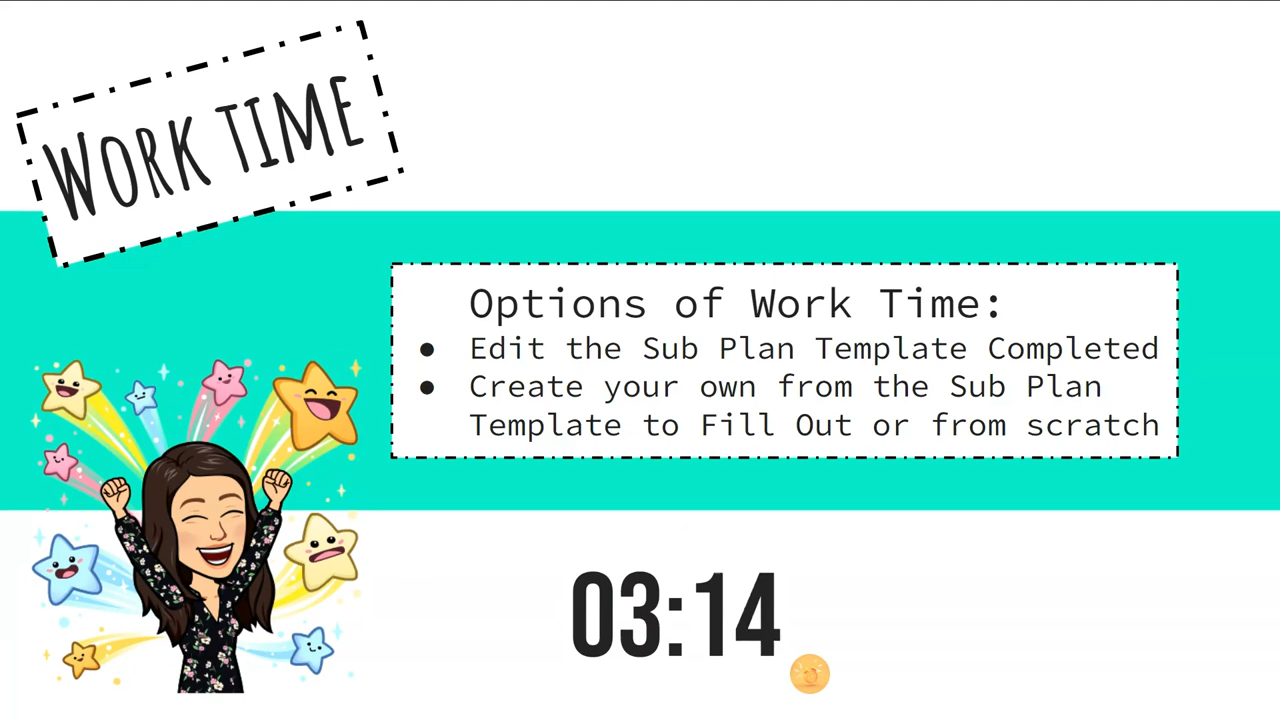 WORK TIME
Options of Work Time:
● Edit the Sub Plan Template Completed
● Create your own from the Sub Plan
Template to Fill Out or from scratch
03:14